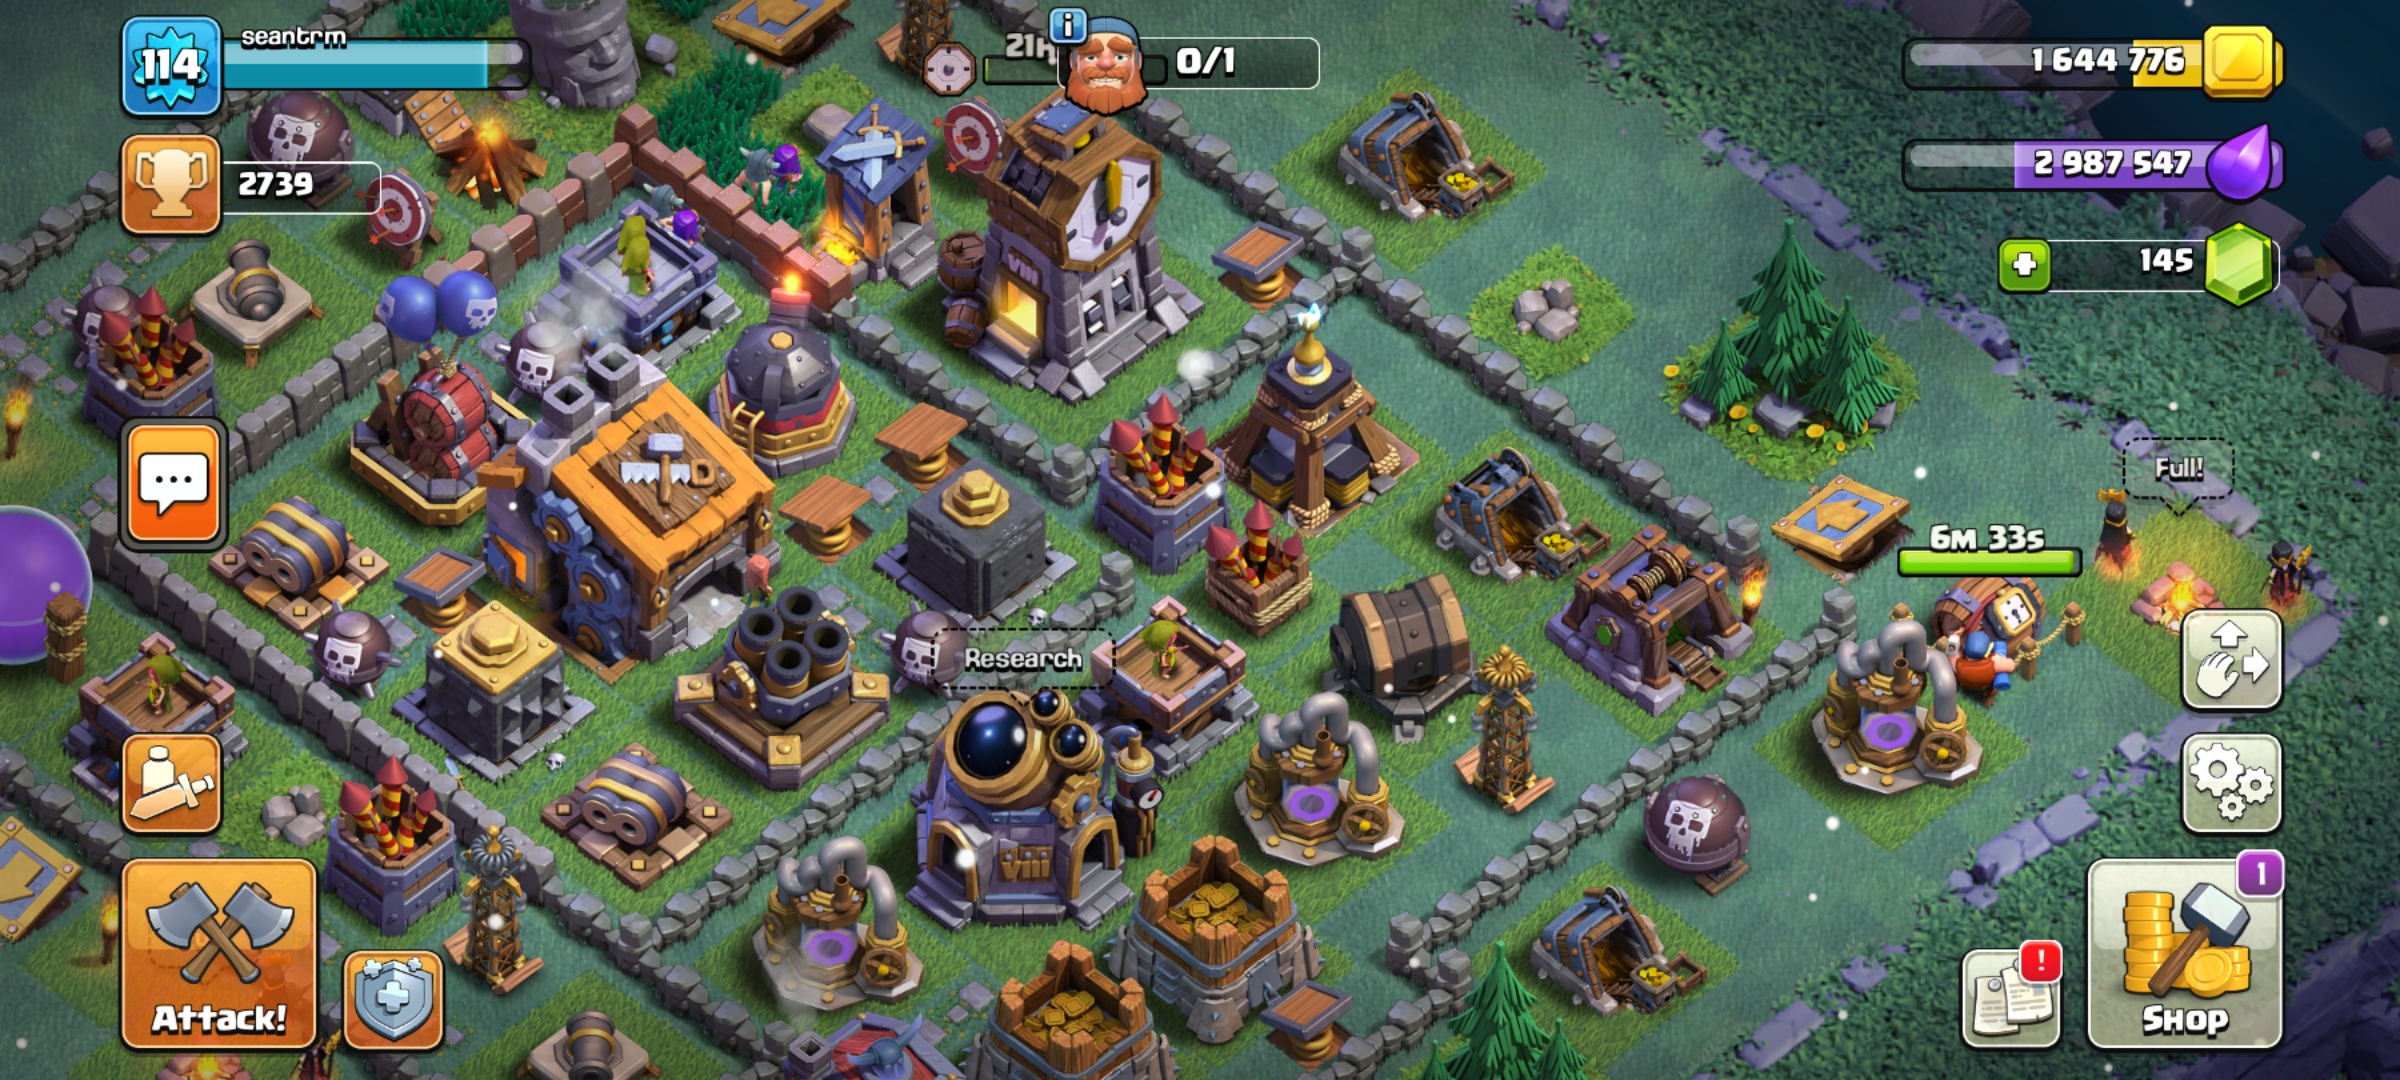 114
seantrm
21H
i
0/1
1 644 776
2739
2 987 547
145
VIII
Full!
6M 33s
Research
VIII
1
!
Attack!
Shop